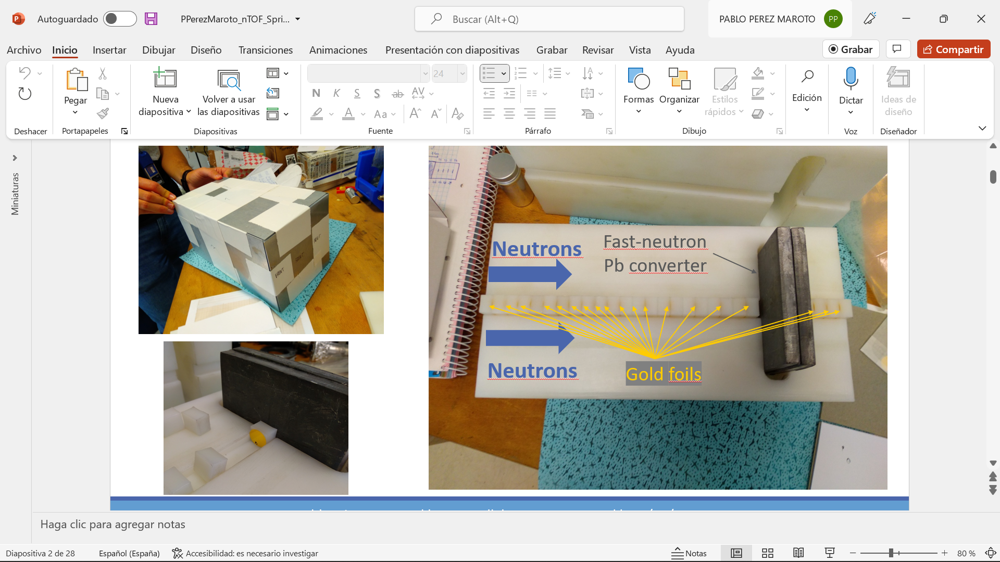 Autoguardado
PPerezMaroto_nTOF_Spri...
Buscar (Alt+Q)
PABLO PEREZ MAROTO
PP
Archivo
Inicio
Insertar
Dibujar
Diseño
Transiciones
Animaciones
Presentación con diapositivas
Grabar
Revisar
Vista
Ayuda
Grabar
Compartir
Pegar
Nueva
diapositiva
Volver a usar
las diapositivas
24
N K S S ab AV
A Aa A A A
Formas
Organizar
Estilos
rápidos
Edición
Dictar
Ideas de
diseño
Deshacer
Portapapeles
Diapositivas
Fuente
Párrafo
Dibujo
Voz
Diseñador
Miniaturas
FRONT
Neutrons
Fast-neutron
Pb converter
Neutrons
Gold foils
Haga clic para agregar notas
Diapositiva 2 de 28
Español (España)
Accesibilidad: es necesario investigar
Notas
80 %